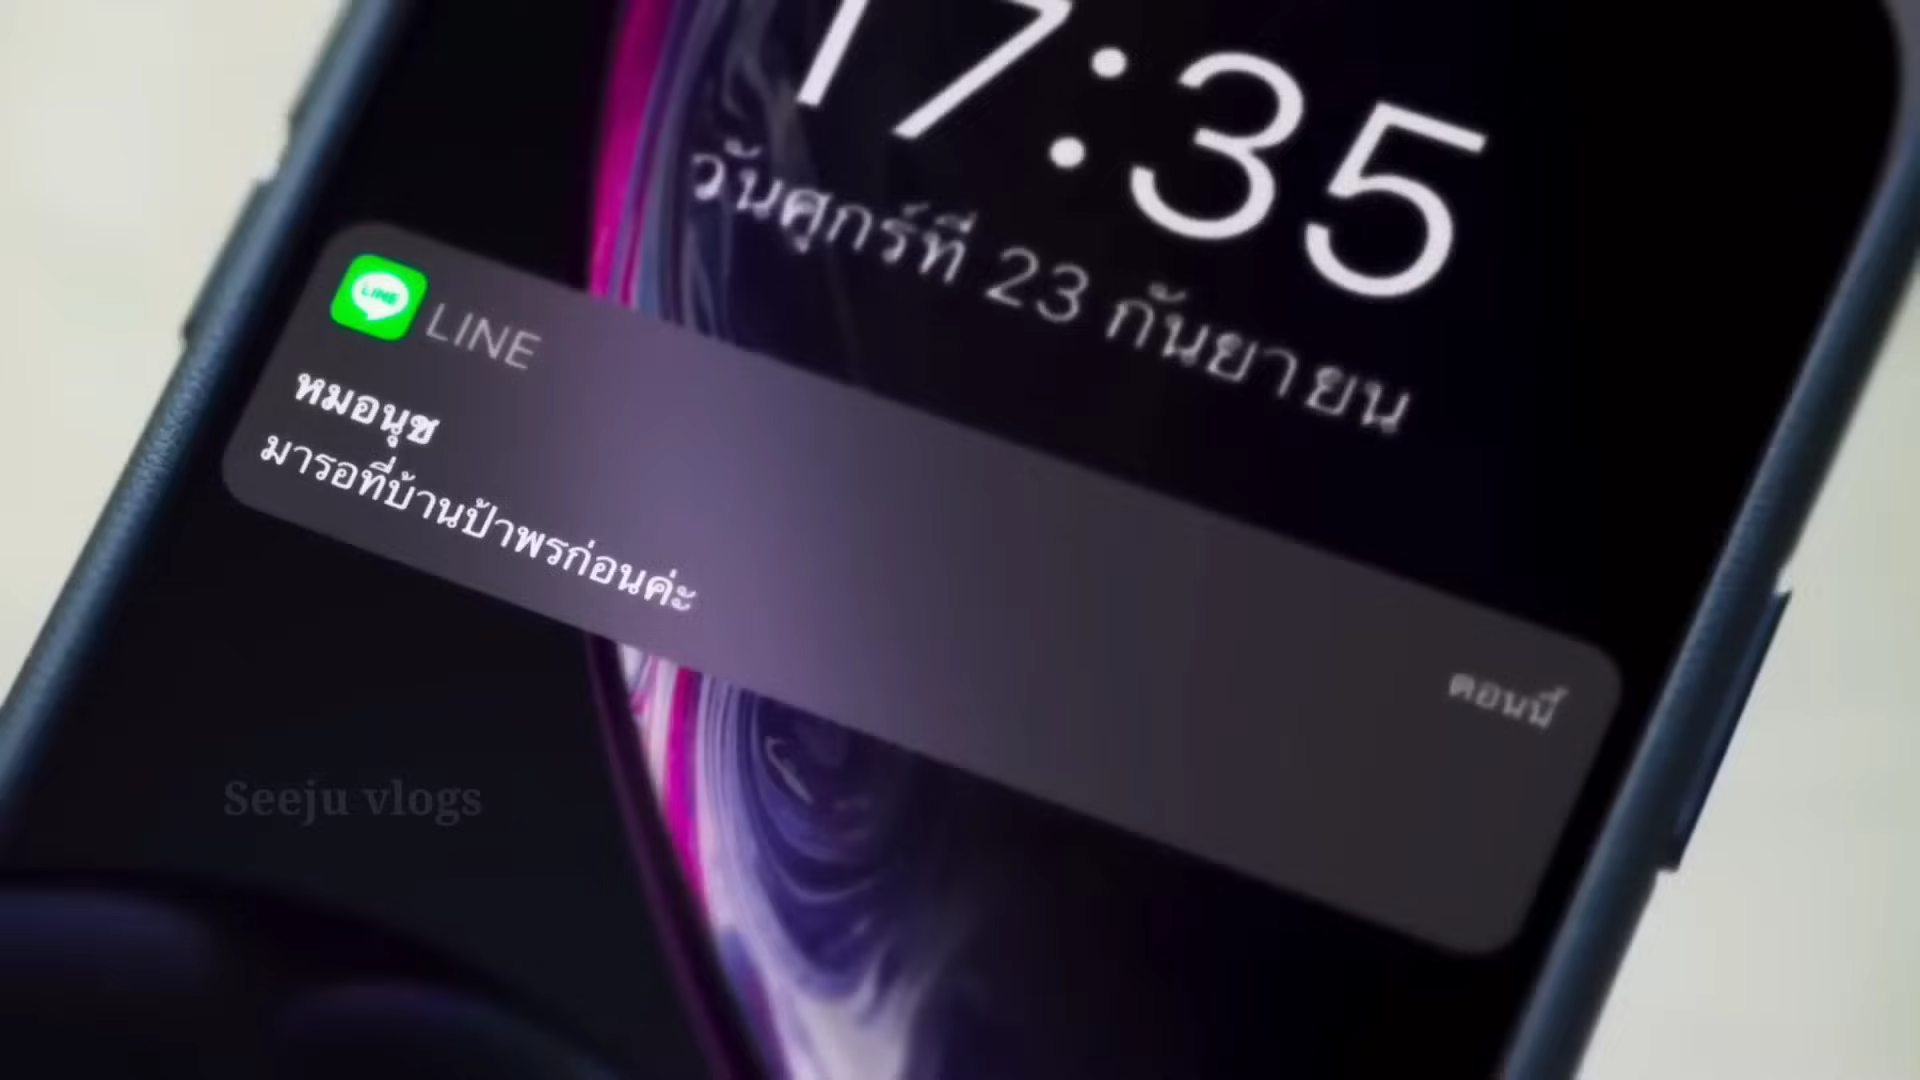 17:35
วันศุกร์ที่ 23 กันยายน
LINE
LINE
หมอนุช
มารอที่บ้านป้าพรก่อนค่ะ
ตอนนี้
Seeju vlogs